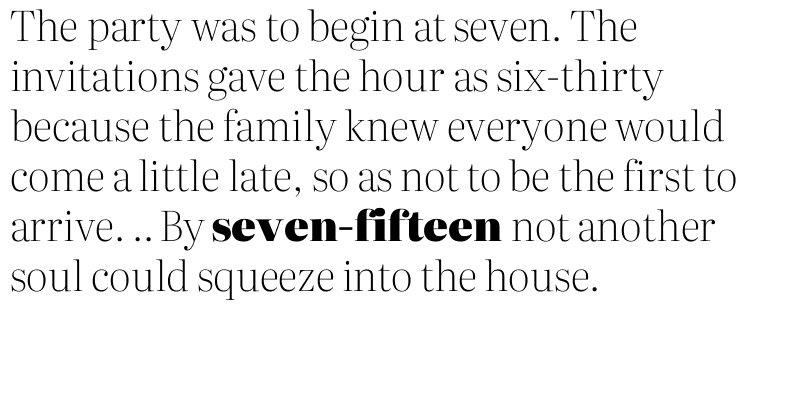 The party was to begin at seven. The
invitations gave the hour as six-thirty
because the family knew everyone would
come a little late, so as not to be the first to
arrive. .. By seven-fifteen not another
soul could squeeze into the house.